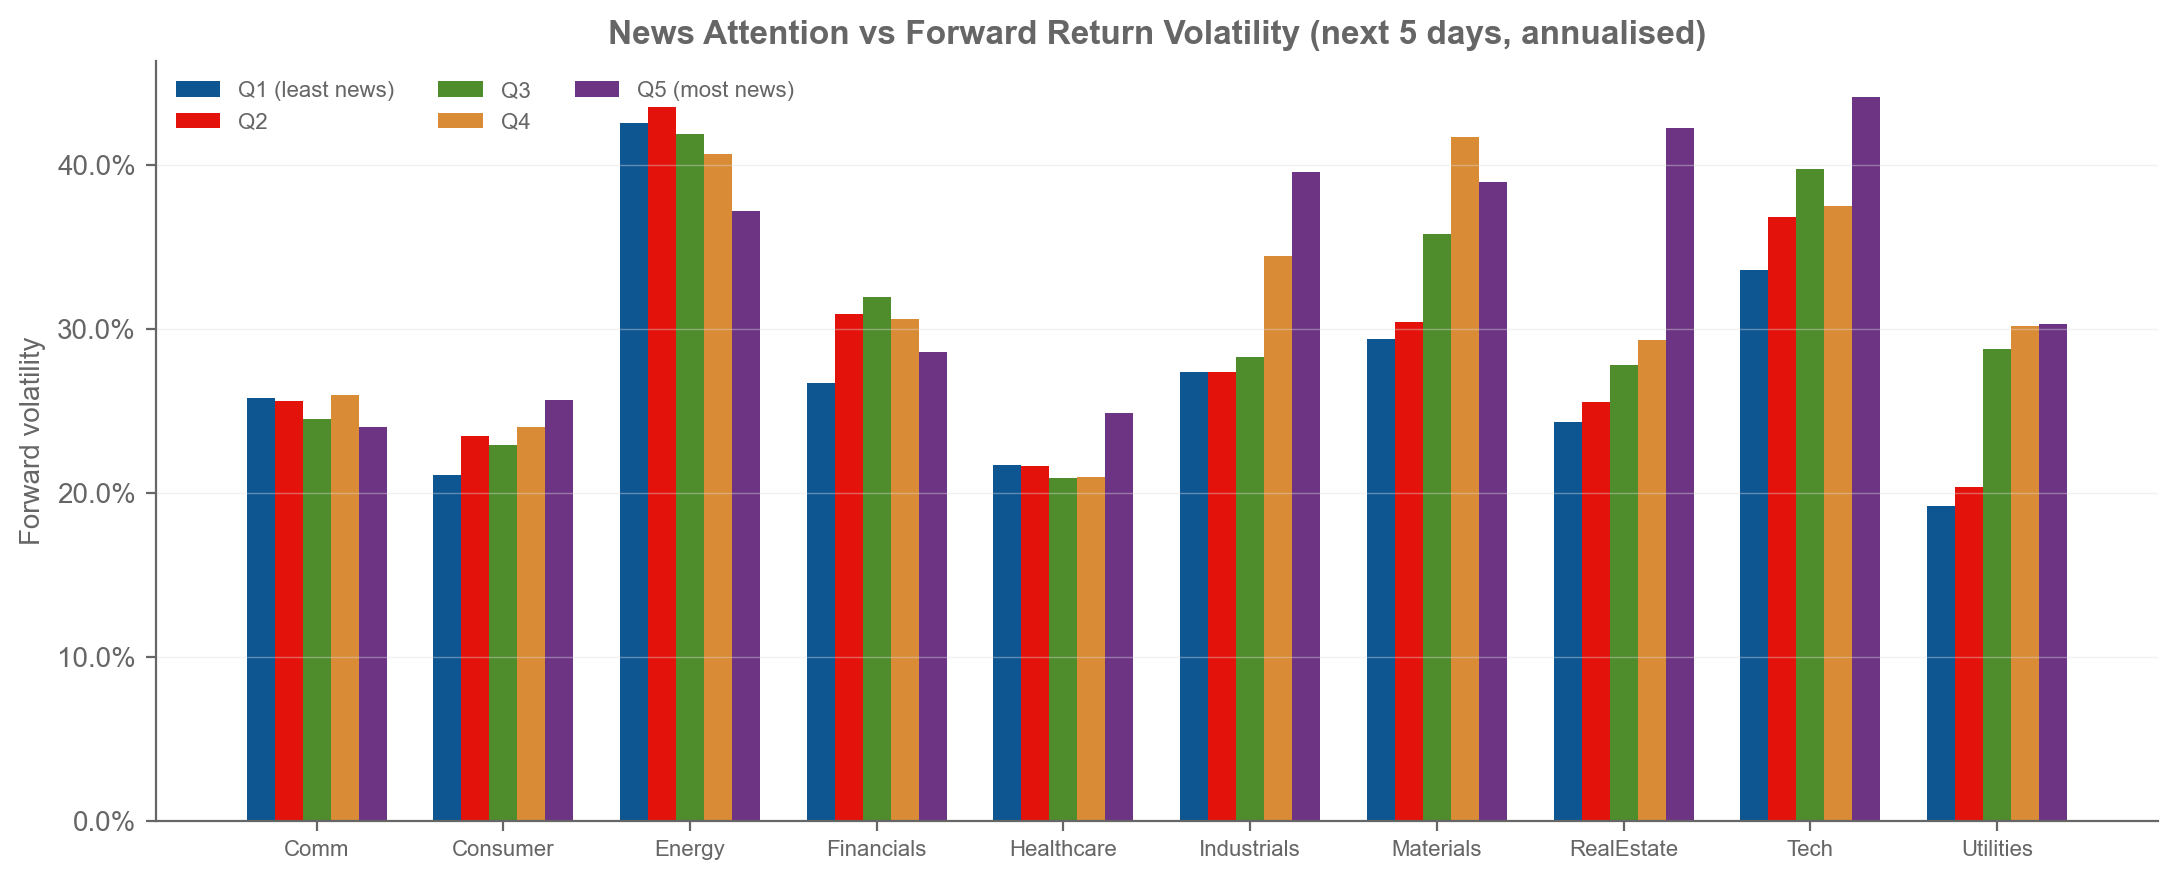 News Attention vs Forward Return Volatility (next 5 days, annualised)
Q1 (least news)
Q2
Q3
Q4
Q5 (most news)
Forward volatility
40.0%
30.0%
20.0%
10.0%
0.0%
Comm
Consumer
Energy
Financials
Healthcare
Industrials
Materials
RealEstate
Tech
Utilities